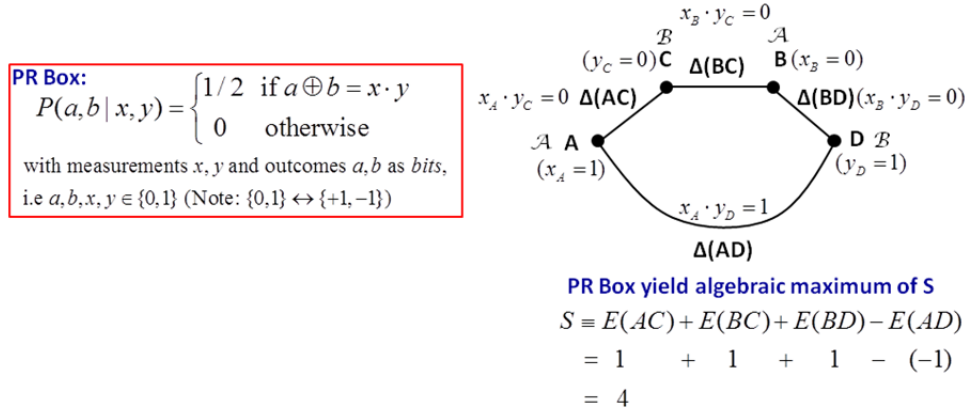 PR Box:
P(a,b|x,y) = { 1/2 if a ⊕ b = x · y
0 otherwise
with measurements x, y and outcomes a,b as bits,
i.e a,b,x,y ∈ {0,1} (Note: {0,1} ↔ {+1,−1})
x_B · y_C = 0
ℬ 𝒜
(y_C = 0) C Δ(BC) B (x_B = 0)
x_A · y_C = 0 Δ(AC) Δ(BD) (x_B · y_D = 0)
𝒜 A D ℬ
(x_A = 1) (y_D = 1)
x_A · y_D = 1
Δ(AD)
PR Box yield algebraic maximum of S
S ≡ E(AC) + E(BC) + E(BD) − E(AD)
= 1 + 1 + 1 − (−1)
= 4